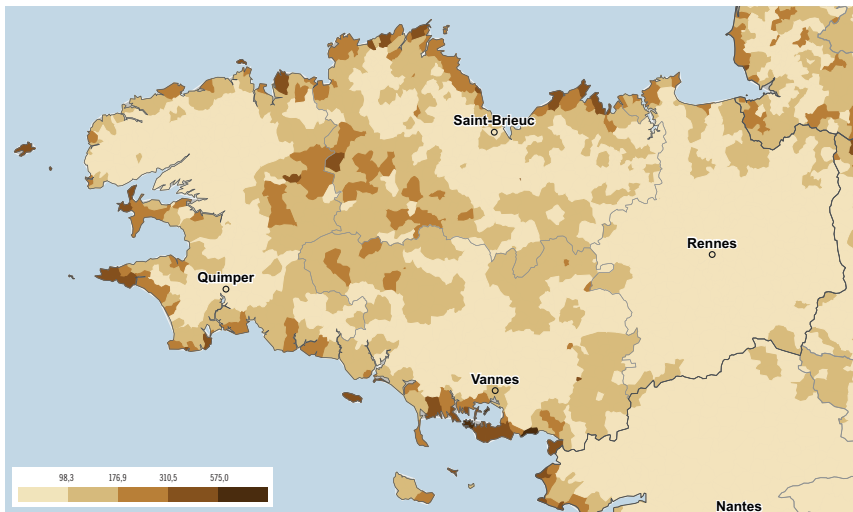 Saint-Brieuc
Rennes
Quimper
Vannes
98,3 176,9 310,5 575,0
Nantes